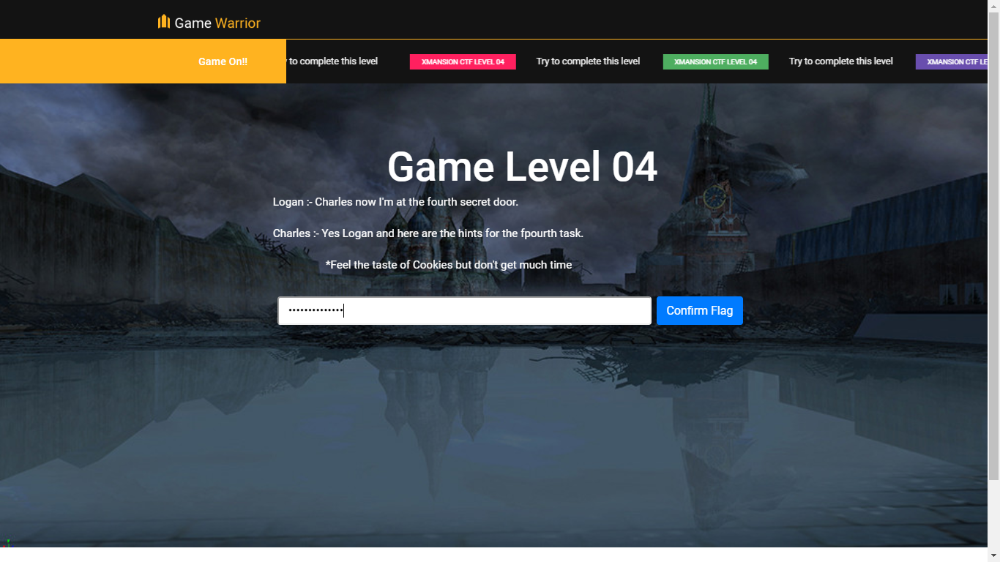 Game Warrior
Game On!! to complete this level XMANSION CTF LEVEL 04 Try to complete this level XMANSION CTF LEVEL 04 Try to complete this level XMANSION CTF
Game Level 04
Logan :- Charles now I'm at the fourth secret door.
Charles :- Yes Logan and here are the hints for the fpourth task.
*Feel the taste of Cookies but don't get much time
•••••••••••••• Confirm Flag